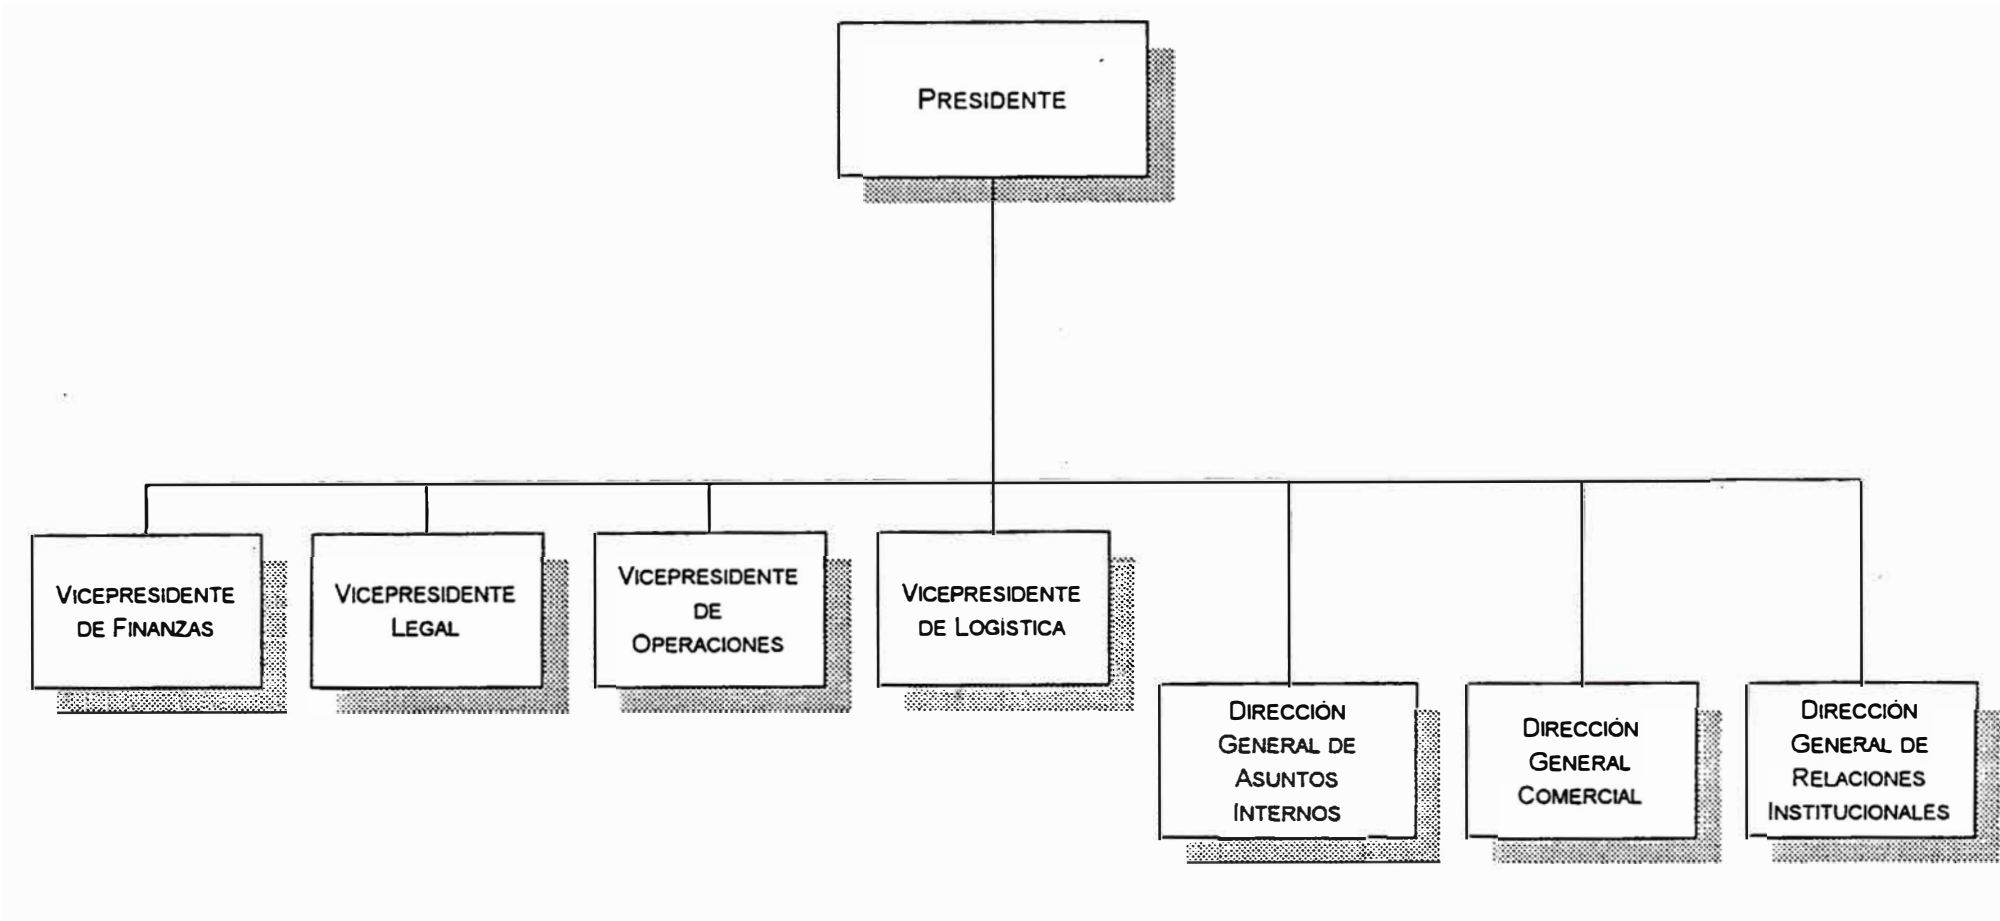 PRESIDENTE
VICEPRESIDENTE
DE FINANZAS
VICEPRESIDENTE
LEGAL
VICEPRESIDENTE
DE
OPERACIONES
VICEPRESIDENTE
DE LOGÍSTICA
DIRECCIÓN
GENERAL DE
ASUNTOS
INTERNOS
DIRECCIÓN
GENERAL
COMERCIAL
DIRECCIÓN
GENERAL DE
RELACIONES
INSTITUCIONALES